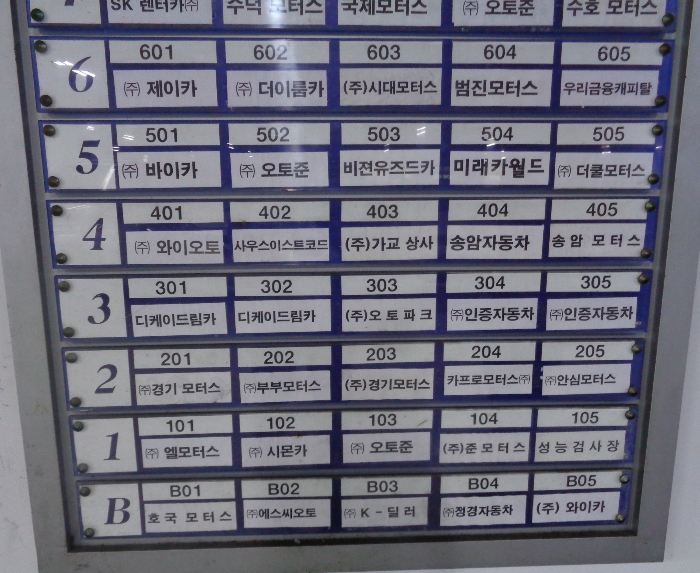 SK 렌터카㈜ 수덕 모터스 국제모터스 ㈜ 오토준 수호 모터스
601 602 603 604 605
6 ㈜ 제이카 ㈜ 더이룸카 (주)시대모터스 범진모터스 우리금융캐피탈
501 502 503 504 505
5 ㈜ 바이카 ㈜ 오토준 비젼유즈드카 미래카월드 ㈜ 더쿨모터스
401 402 403 404 405
4 ㈜ 와이오토 사우스이스트코드 (주)가교 상사 송암자동차 송암 모터스
301 302 303 304 305
3 디케이드림카 디케이드림카 (주)오토파크 ㈜인증자동차 ㈜인증자동차
201 202 203 204 205
2 ㈜경기 모터스 ㈜부부모터스 (주)경기모터스 카프로모터스㈜ ㈜안심모터스
101 102 103 104 105
1 ㈜ 엘모터스 ㈜ 시몬카 ㈜ 오토준 (주)준모터스 성능검사장
B01 B02 B03 B04 B05
B 호국 모터스 ㈜에스씨오토 ㈜K-딜러 ㈜정경자동차 (주) 와이카